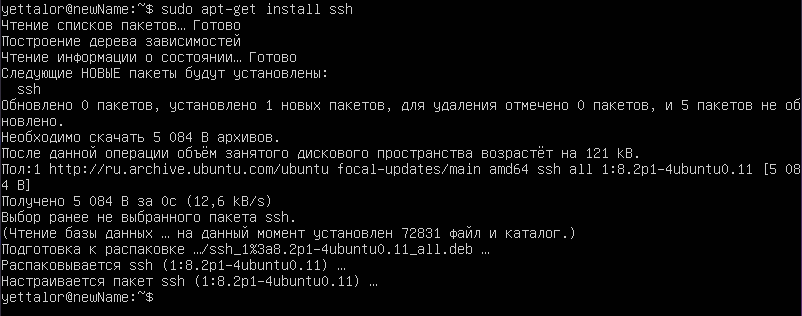 yettalor@newName:~$ sudo apt-get install ssh
Чтение списков пакетов… Готово
Построение дерева зависимостей
Чтение информации о состоянии… Готово
Следующие НОВЫЕ пакеты будут установлены:
  ssh
Обновлено 0 пакетов, установлено 1 новых пакетов, для удаления отмечено 0 пакетов, и 5 пакетов не об
новлено.
Необходимо скачать 5 084 B архивов.
После данной операции объём занятого дискового пространства возрастёт на 121 kB.
Пол:1 http://ru.archive.ubuntu.com/ubuntu focal-updates/main amd64 ssh all 1:8.2p1-4ubuntu0.11 [5 08
4 B]
Получено 5 084 B за 0с (12,6 kB/s)
Выбор ранее не выбранного пакета ssh.
(Чтение базы данных … на данный момент установлен 72831 файл и каталог.)
Подготовка к распаковке …/ssh_1%3a8.2p1-4ubuntu0.11_all.deb …
Распаковывается ssh (1:8.2p1-4ubuntu0.11) …
Настраивается пакет ssh (1:8.2p1-4ubuntu0.11) …
yettalor@newName:~$